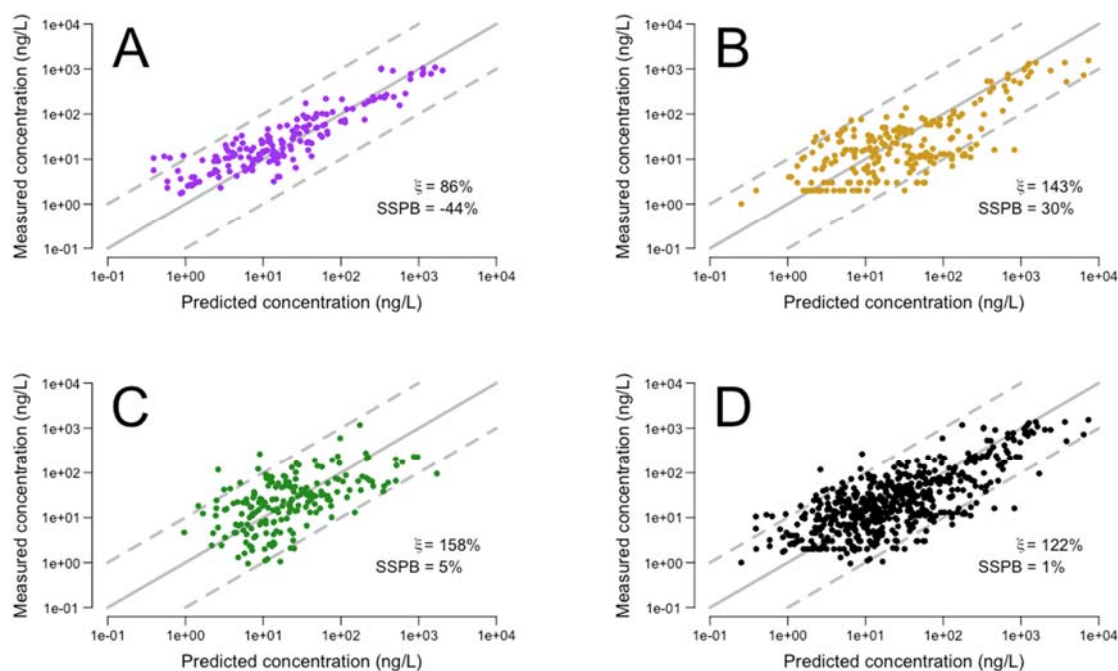 A
Measured concentration (ng/L)
1e+04
1e+03
1e+02
1e+01
1e+00
1e-01
ξ = 86%
SSPB = -44%
1e-01 1e+00 1e+01 1e+02 1e+03 1e+04
Predicted concentration (ng/L)
B
Measured concentration (ng/L)
1e+04
1e+03
1e+02
1e+01
1e+00
1e-01
ξ = 143%
SSPB = 30%
1e-01 1e+00 1e+01 1e+02 1e+03 1e+04
Predicted concentration (ng/L)
C
Measured concentration (ng/L)
1e+04
1e+03
1e+02
1e+01
1e+00
1e-01
ξ = 158%
SSPB = 5%
1e-01 1e+00 1e+01 1e+02 1e+03 1e+04
Predicted concentration (ng/L)
D
Measured concentration (ng/L)
1e+04
1e+03
1e+02
1e+01
1e+00
1e-01
ξ = 122%
SSPB = 1%
1e-01 1e+00 1e+01 1e+02 1e+03 1e+04
Predicted concentration (ng/L)